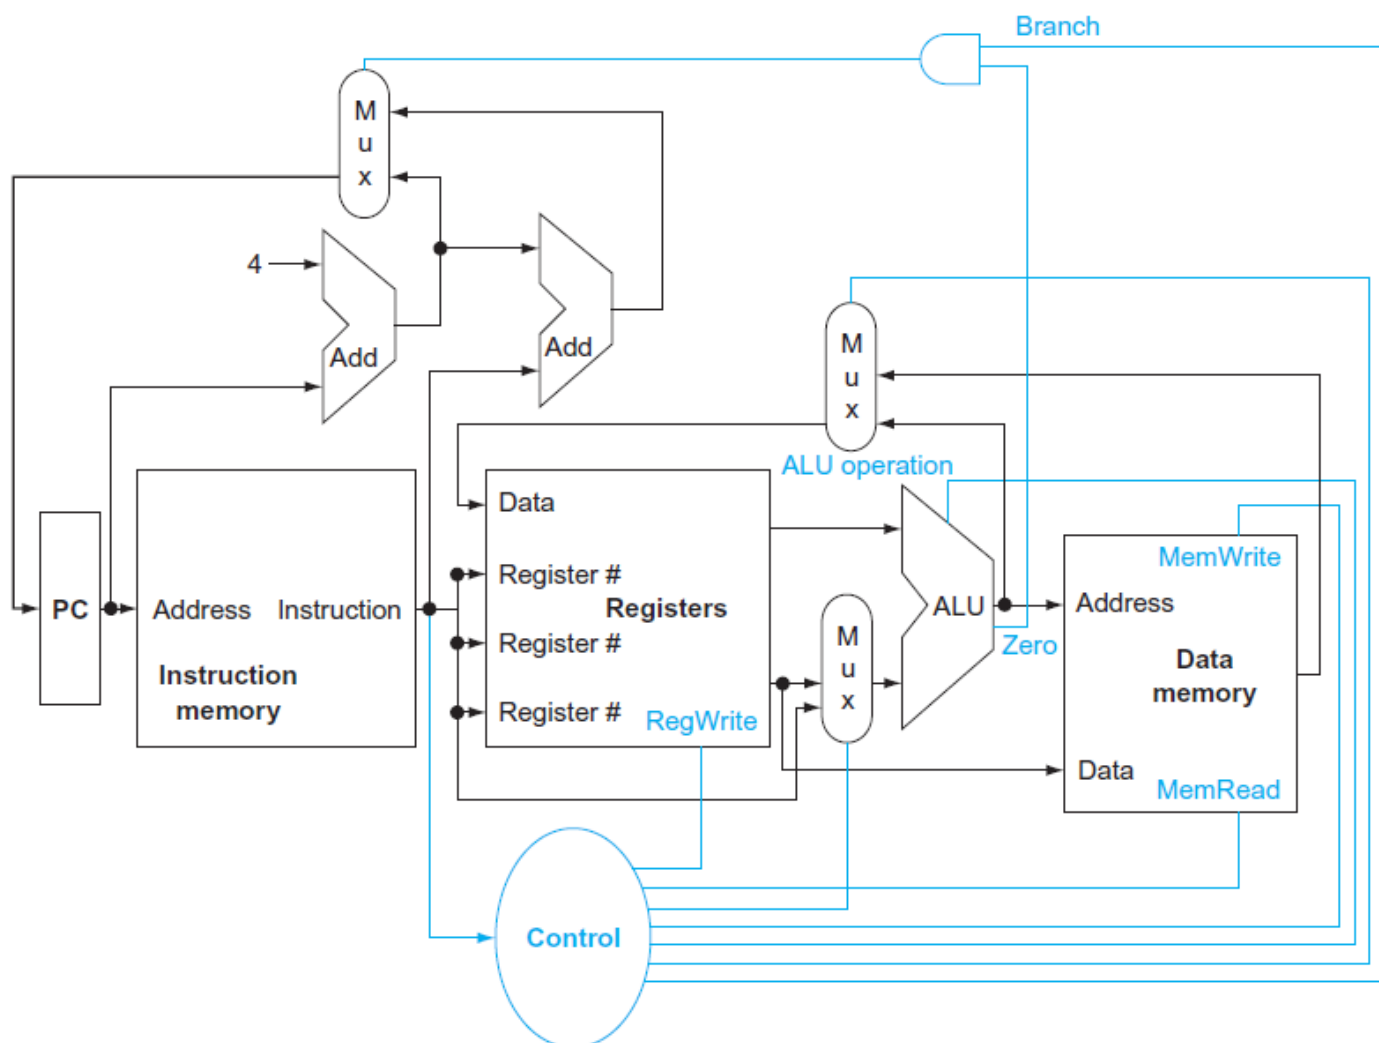 Branch
M
u
x
4
Add
Add
M
u
x
ALU operation
Data
Register #
Registers
Register #
Register #
RegWrite
PC
Address Instruction
Instruction
memory
M
u
x
ALU
Zero
MemWrite
Address
Data
memory
Data
MemRead
Control